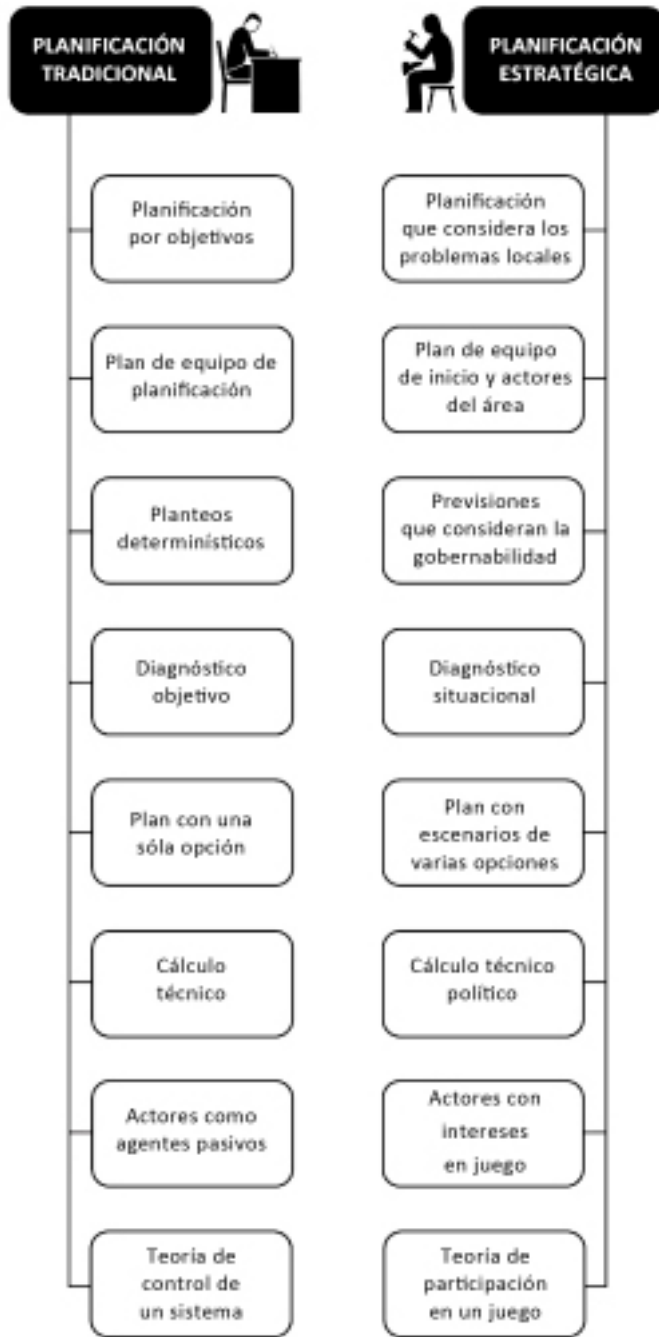 PLANIFICACIÓN
TRADICIONAL
Planificación
por objetivos
Plan de equipo de
planificación
Planteos
determinísticos
Diagnóstico
objetivo
Plan con una
sóla opción
Cálculo
técnico
Actores como
agentes pasivos
Teoría de
control de
un sistema
PLANIFICACIÓN
ESTRATÉGICA
Planificación
que considera los
problemas locales
Plan de equipo
de inicio y actores
del área
Previsiones
que consideran la
gobernabilidad
Diagnóstico
situacional
Plan con
escenarios de
varias opciones
Cálculo técnico
político
Actores con
intereses
en juego
Teoría de
participación
en un juego